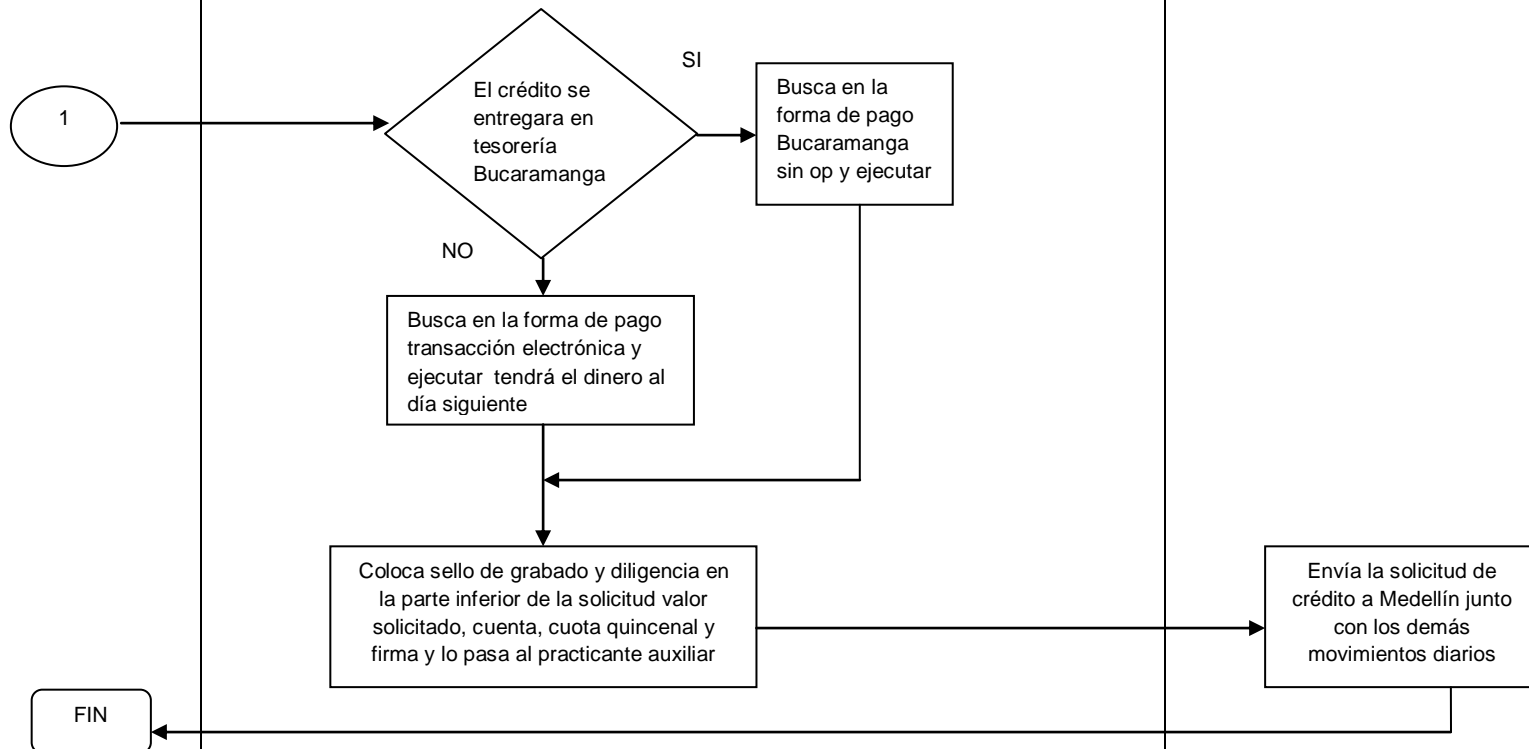 1
El crédito se
entregara en
tesorería
Bucaramanga
SI
Busca en la
forma de pago
Bucaramanga
sin op y ejecutar
NO
Busca en la forma de pago
transacción electrónica y
ejecutar tendrá el dinero al
día siguiente
Coloca sello de grabado y diligencia en
la parte inferior de la solicitud valor
solicitado, cuenta, cuota quincenal y
firma y lo pasa al practicante auxiliar
Envía la solicitud de
crédito a Medellín junto
con los demás
movimientos diarios
FIN